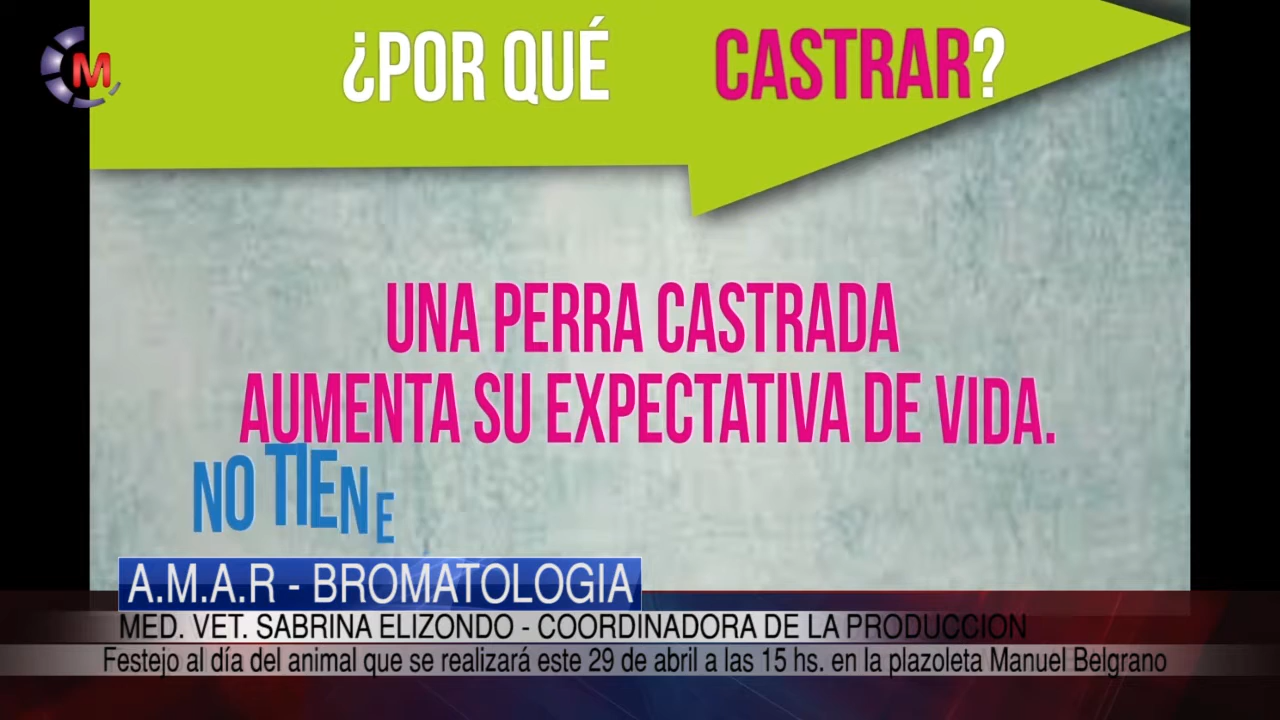 M
¿POR QUÉ CASTRAR?
UNA PERRA CASTRADA
AUMENTA SU EXPECTATIVA DE VIDA.
NO TIENE
A.M.A.R - BROMATOLOGIA
MED. VET. SABRINA ELIZONDO - COORDINADORA DE LA PRODUCCION
Festejo al día del animal que se realizará este 29 de abril a las 15 hs. en la plazoleta Manuel Belgrano